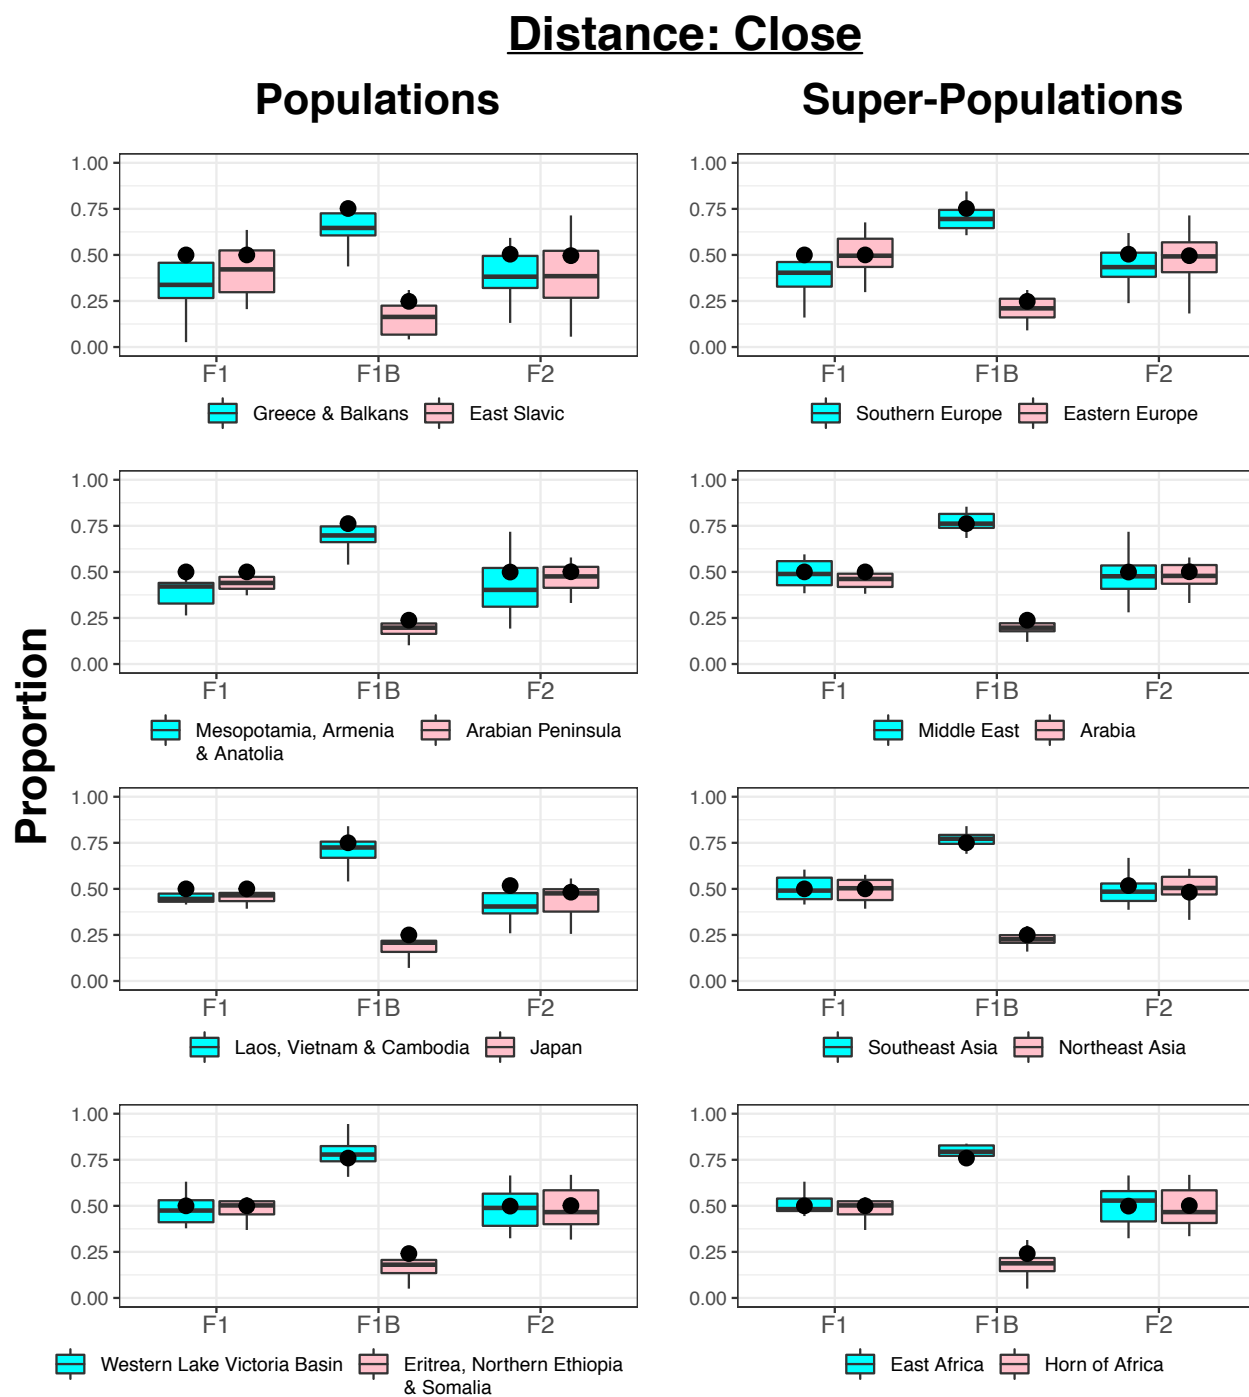 Distance: Close
Populations
Super-Populations
Proportion
1.00
0.75
0.50
0.25
0.00
F1 F1B F2
Greece & Balkans East Slavic
1.00
0.75
0.50
0.25
0.00
F1 F1B F2
Southern Europe Eastern Europe
1.00
0.75
0.50
0.25
0.00
F1 F1B F2
Mesopotamia, Armenia
& Anatolia
Arabian Peninsula
1.00
0.75
0.50
0.25
0.00
F1 F1B F2
Middle East Arabia
1.00
0.75
0.50
0.25
0.00
F1 F1B F2
Laos, Vietnam & Cambodia Japan
1.00
0.75
0.50
0.25
0.00
F1 F1B F2
Southeast Asia Northeast Asia
1.00
0.75
0.50
0.25
0.00
F1 F1B F2
Western Lake Victoria Basin
Eritrea, Northern Ethiopia
& Somalia
1.00
0.75
0.50
0.25
0.00
F1 F1B F2
East Africa Horn of Africa